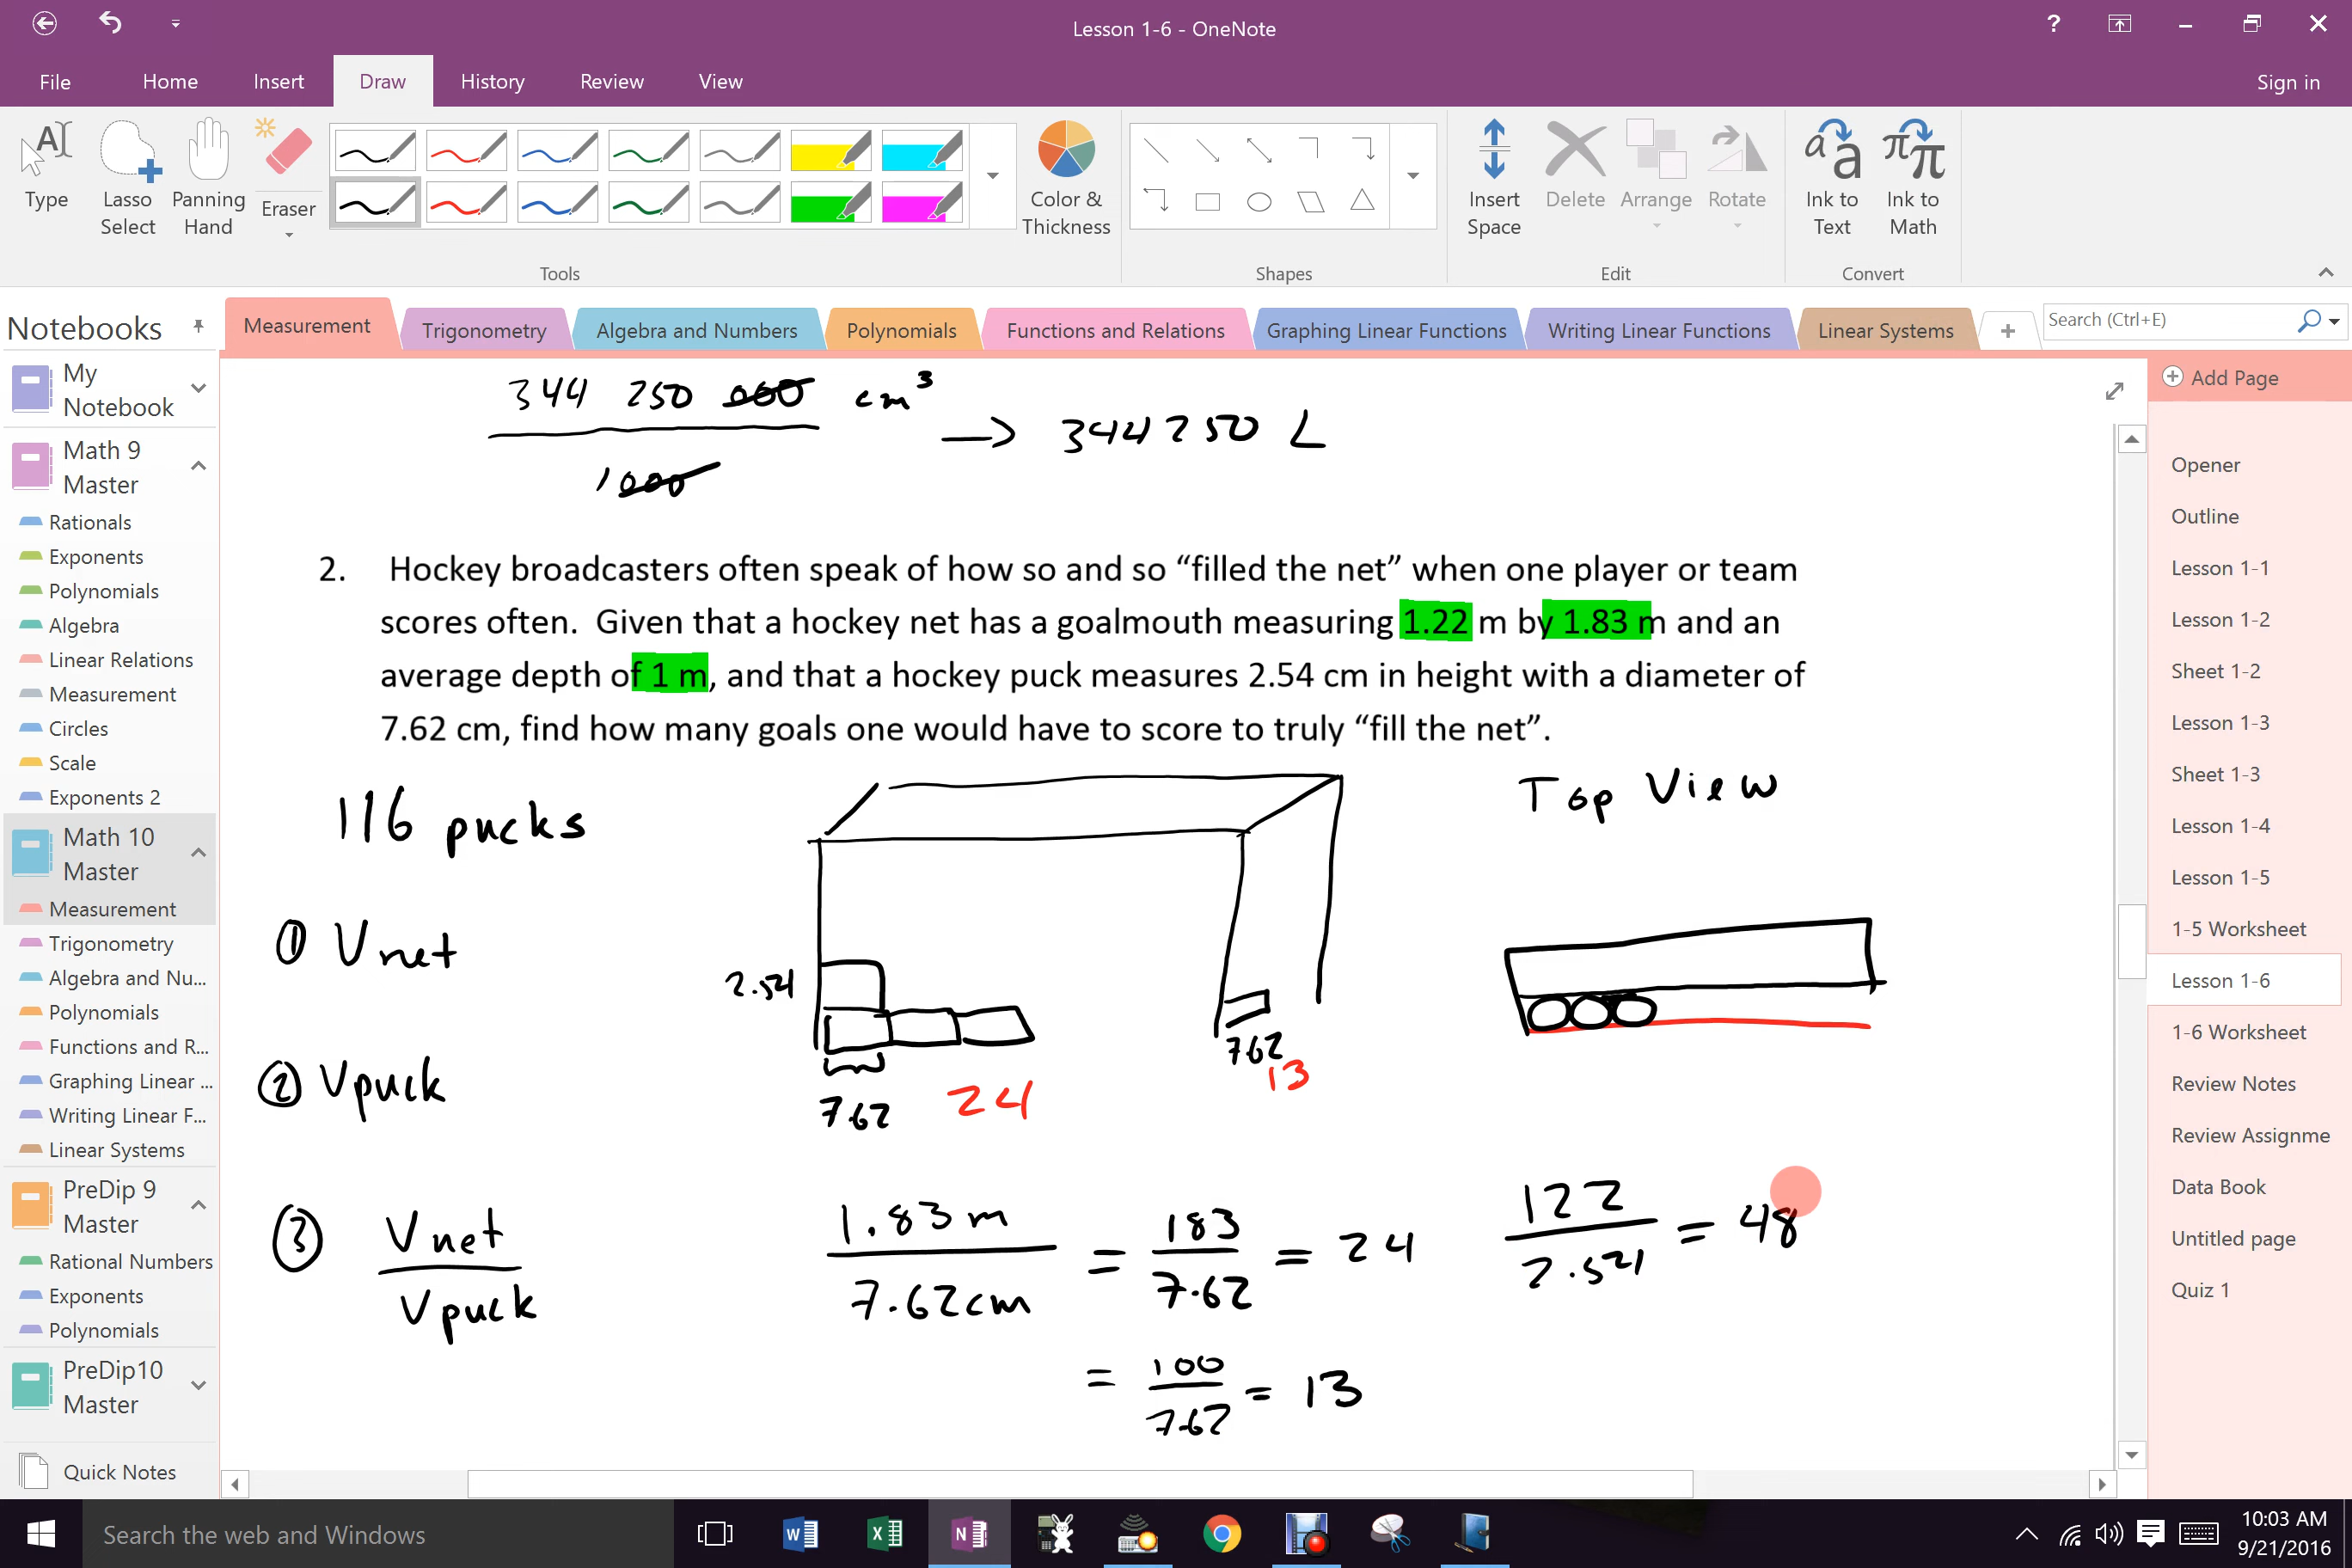 Lesson 1-6 - OneNote
?
File Home Insert Draw History Review View Sign in
Type
Lasso Select
Panning Hand
Eraser
Color & Thickness
Insert Space
Delete
Arrange
Rotate
Ink to Text
Ink to Math
Tools Shapes Edit Convert
Notebooks
Measurement Trigonometry Algebra and Numbers Polynomials Functions and Relations Graphing Linear Functions Writing Linear Functions Linear Systems +
Search (Ctrl+E)
My Notebook
Math 9 Master
Rationals
Exponents
Polynomials
Algebra
Linear Relations
Measurement
Circles
Scale
Exponents 2
Math 10 Master
Measurement
Trigonometry
Algebra and Nu...
Polynomials
Functions and R...
Graphing Linear ...
Writing Linear F...
Linear Systems
PreDip 9 Master
Rational Numbers
Exponents
Polynomials
PreDip10 Master
Quick Notes
344 250 000 cm³
1000
→ 344250 L
2. Hockey broadcasters often speak of how so and so “filled the net” when one player or team
scores often. Given that a hockey net has a goalmouth measuring 1.22 m by 1.83 m and an
average depth of 1 m, and that a hockey puck measures 2.54 cm in height with a diameter of
7.62 cm, find how many goals one would have to score to truly “fill the net”.
116 pucks
Top View
① Vnet
2.54
7.62
13
② Vpuck
7.62
24
③ Vnet
Vpuck
1.83 m
7.62cm
= 183
7.62
= 24
122
2.54
= 48
= 100
7.62
= 13
Add Page
Opener
Outline
Lesson 1-1
Lesson 1-2
Sheet 1-2
Lesson 1-3
Sheet 1-3
Lesson 1-4
Lesson 1-5
1-5 Worksheet
Lesson 1-6
1-6 Worksheet
Review Notes
Review Assignme
Data Book
Untitled page
Quiz 1
Search the web and Windows
10:03 AM
9/21/2016